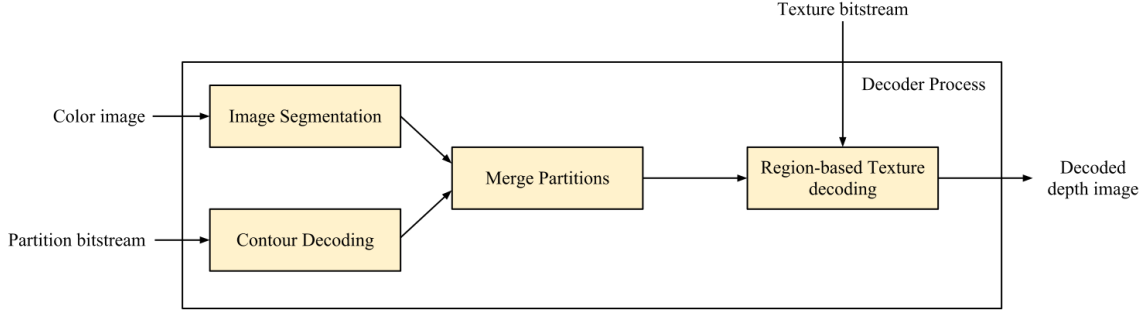 Texture bitstream
Decoder Process
Color image
Image Segmentation
Merge Partitions
Region-based Texture
decoding
Decoded
depth image
Partition bitstream
Contour Decoding